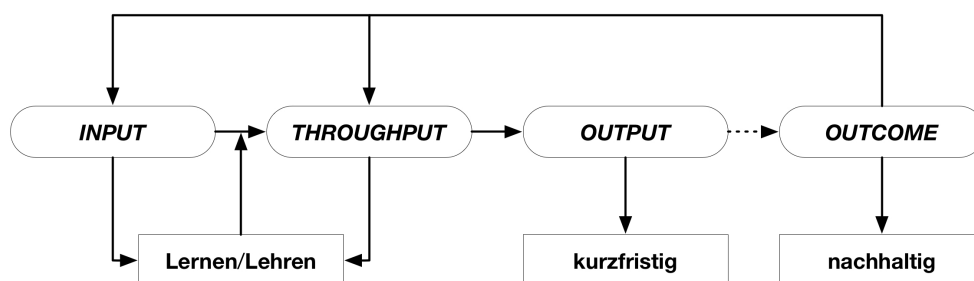 INPUT
THROUGHPUT
OUTPUT
OUTCOME
Lernen/Lehren
kurzfristig
nachhaltig